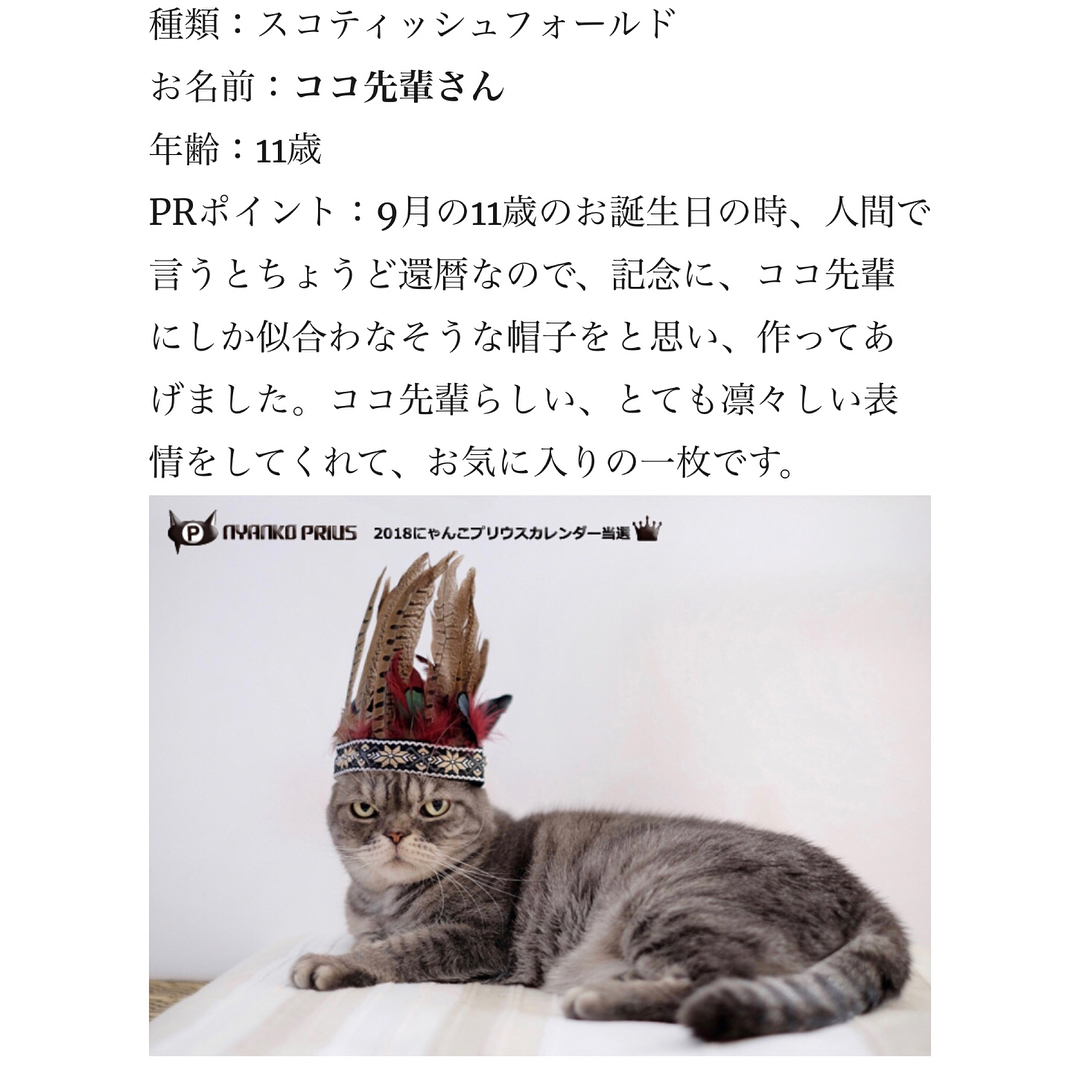 種類：スコティッシュフォールド
お名前：ココ先輩さん
年齢：11歳
PRポイント：9月の11歳のお誕生日の時、人間で
言うとちょうど還暦なので、記念に、ココ先輩
にしか似合わなそうな帽子をと思い、作ってあ
げました。ココ先輩らしい、とても凛々しい表
情をしてくれて、お気に入りの一枚です。
P NYANKO PRIUS 2018にゃんこプリウスカレンダー当選